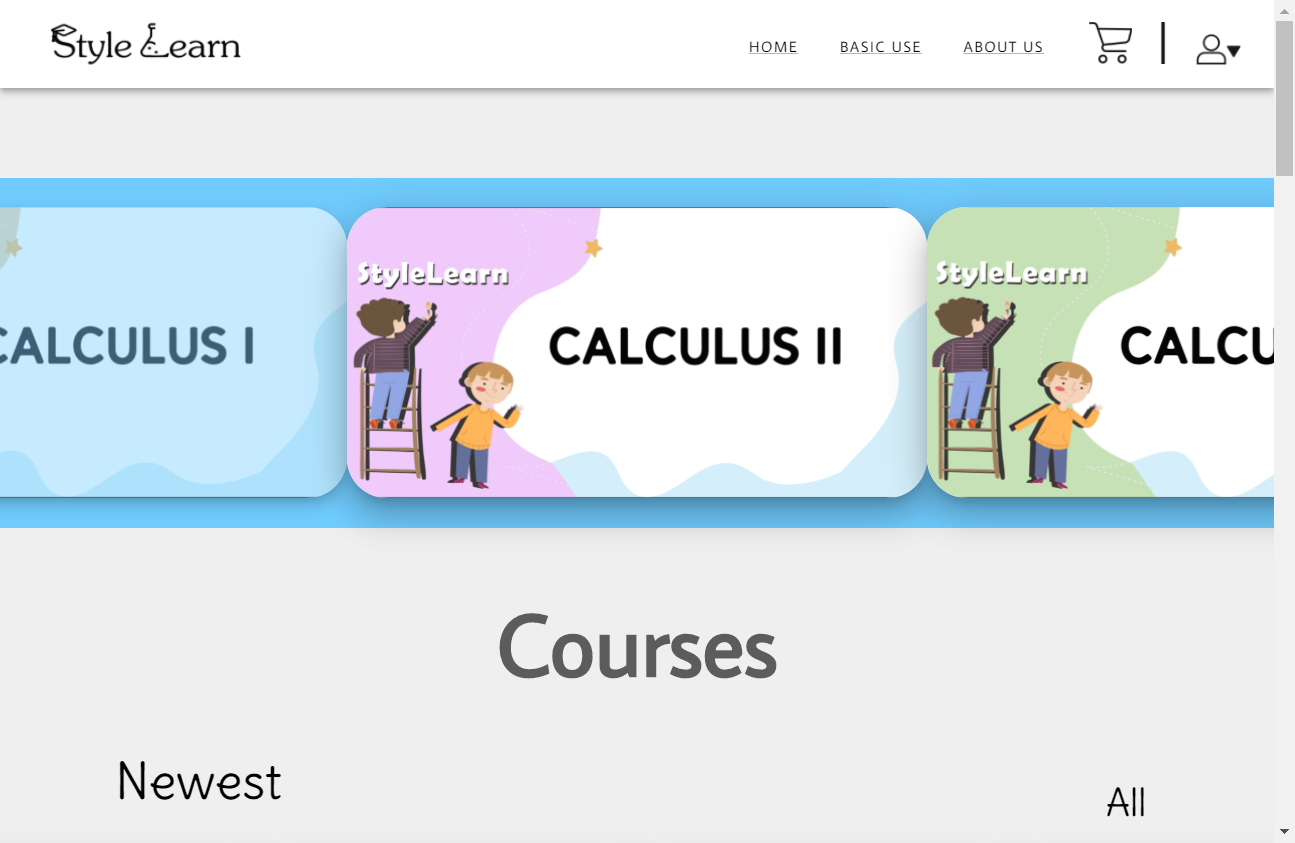 Style Learn
HOME
BASIC USE
ABOUT US
CALCULUS I
StyleLearn
CALCULUS II
StyleLearn
CALCU
Courses
Newest
All